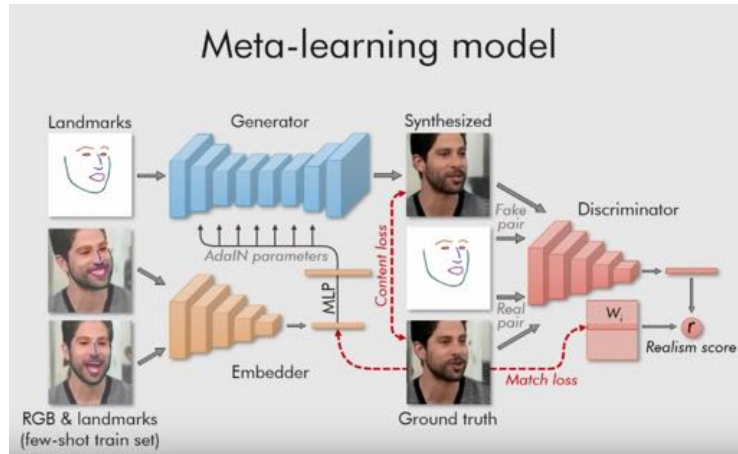 Meta-learning model
Landmarks
Generator
Synthesized
Fake
pair
Discriminator
AdaIN parameters
Content loss
MLP
Real
pair
W_i
r
Realism score
Embedder
Match loss
RGB & landmarks
(few-shot train set)
Ground truth